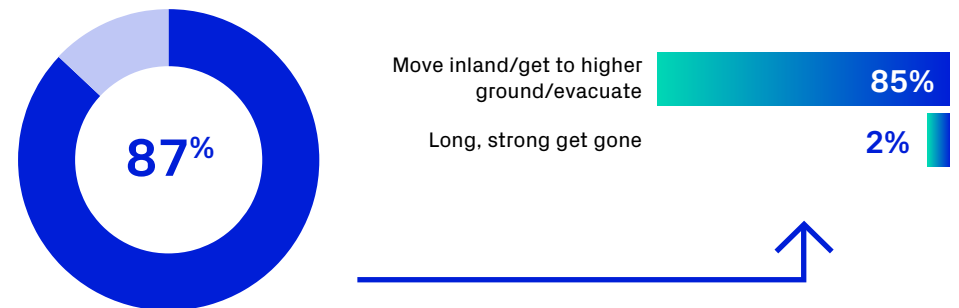 87%
Move inland/get to higher
ground/evacuate
85%
Long, strong get gone
2%